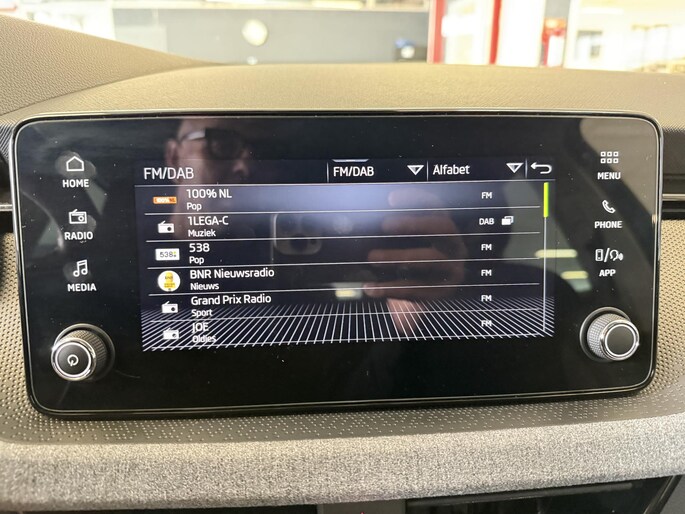 FM/DAB
FM/DAB
Alfabet
HOME
RADIO
MEDIA
100% NL
Pop
FM
1LEGA-C
Muziek
DAB
538
538
Pop
FM
BNR Nieuwsradio
Nieuws
FM
Grand Prix Radio
Sport
FM
JOE
Oldies
FM
MENU
PHONE
APP